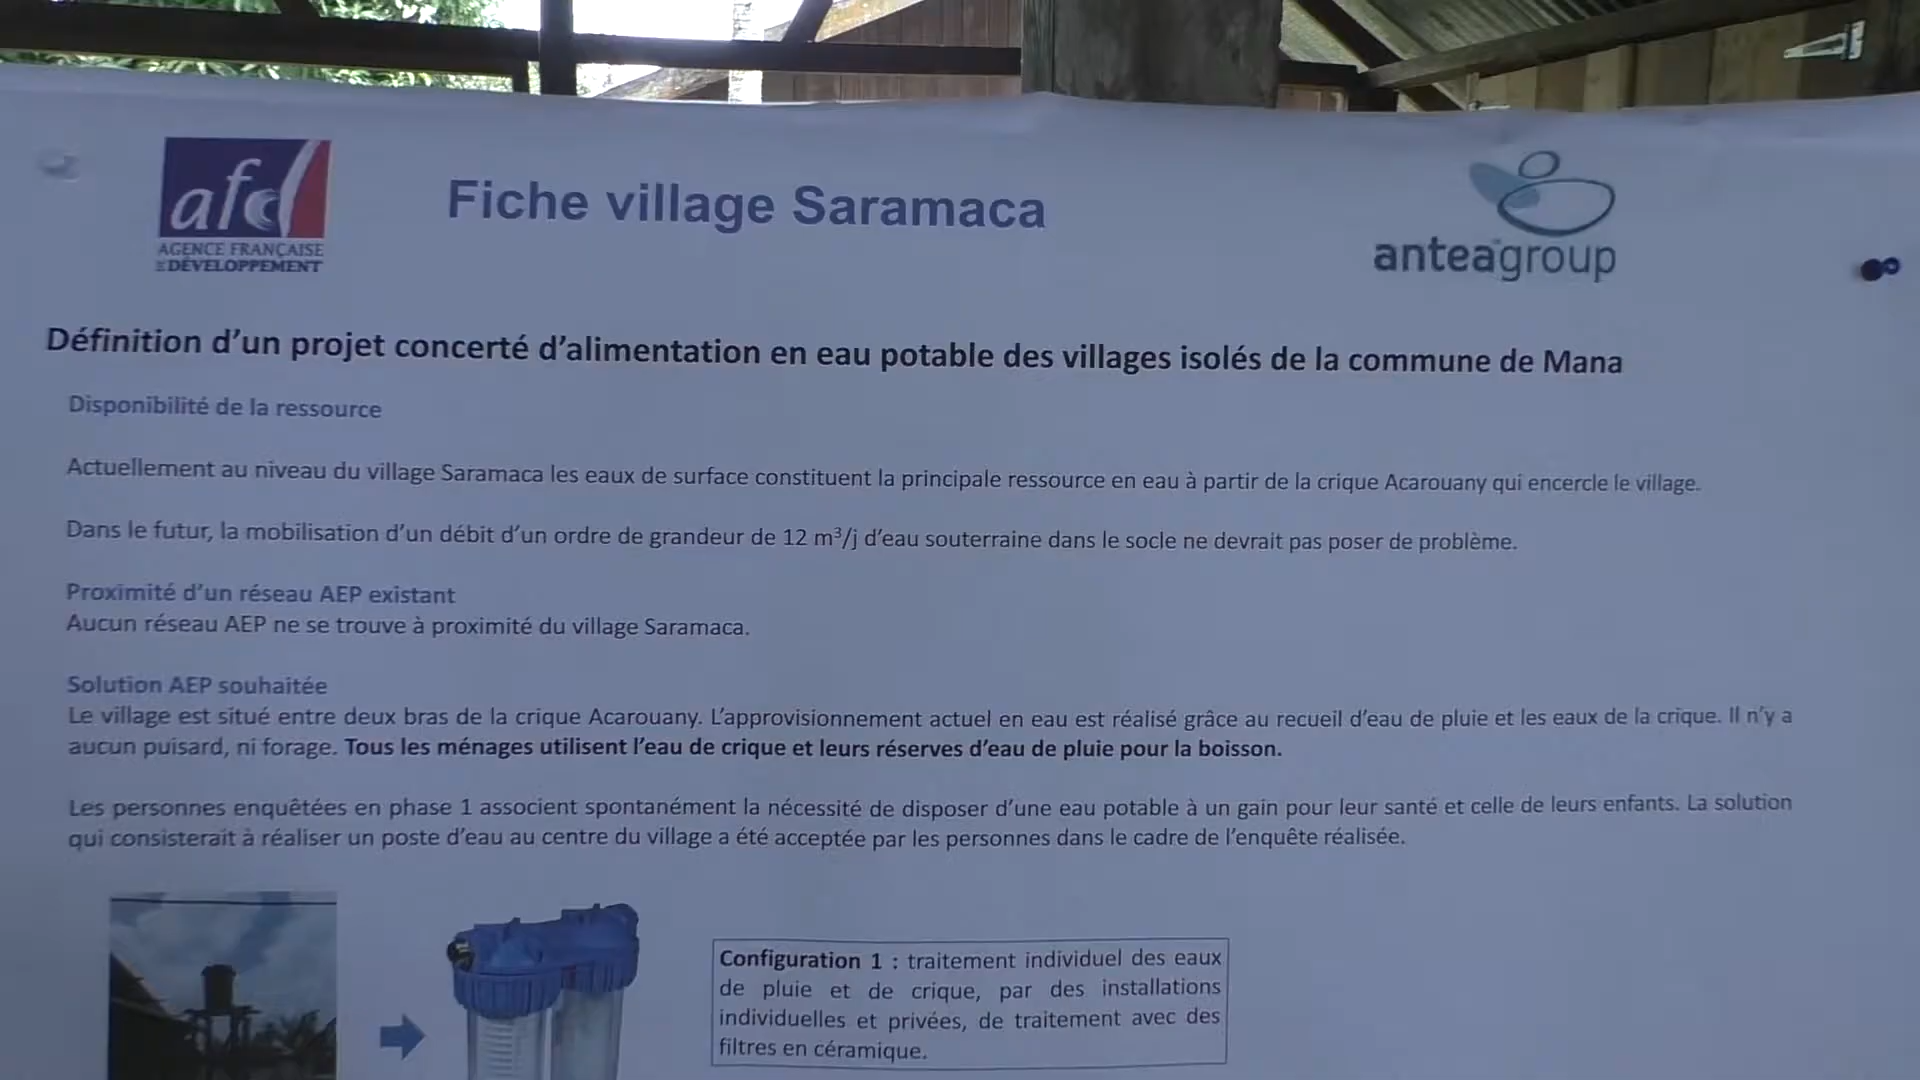 afd
AGENCE FRANÇAISE
DE DÉVELOPPEMENT
Fiche village Saramaca
anteagroup
Définition d'un projet concerté d'alimentation en eau potable des villages isolés de la commune de Mana
Disponibilité de la ressource
Actuellement au niveau du village Saramaca les eaux de surface constituent la principale ressource en eau à partir de la crique Acarouany qui encercle le village.
Dans le futur, la mobilisation d'un débit d'un ordre de grandeur de 12 m³/j d'eau souterraine dans le socle ne devrait pas poser de problème.
Proximité d'un réseau AEP existant
Aucun réseau AEP ne se trouve à proximité du village Saramaca.
Solution AEP souhaitée
Le village est situé entre deux bras de la crique Acarouany. L'approvisionnement actuel en eau est réalisé grâce au recueil d'eau de pluie et les eaux de la crique. Il n'y a
aucun puisard, ni forage. Tous les ménages utilisent l'eau de crique et leurs réserves d'eau de pluie pour la boisson.
Les personnes enquêtées en phase 1 associent spontanément la nécessité de disposer d'une eau potable à un gain pour leur santé et celle de leurs enfants. La solution
qui consisterait à réaliser un poste d'eau au centre du village a été acceptée par les personnes dans le cadre de l'enquête réalisée.
Configuration 1 : traitement individuel des eaux
de pluie et de crique, par des installations
individuelles et privées, de traitement avec des
filtres en céramique.